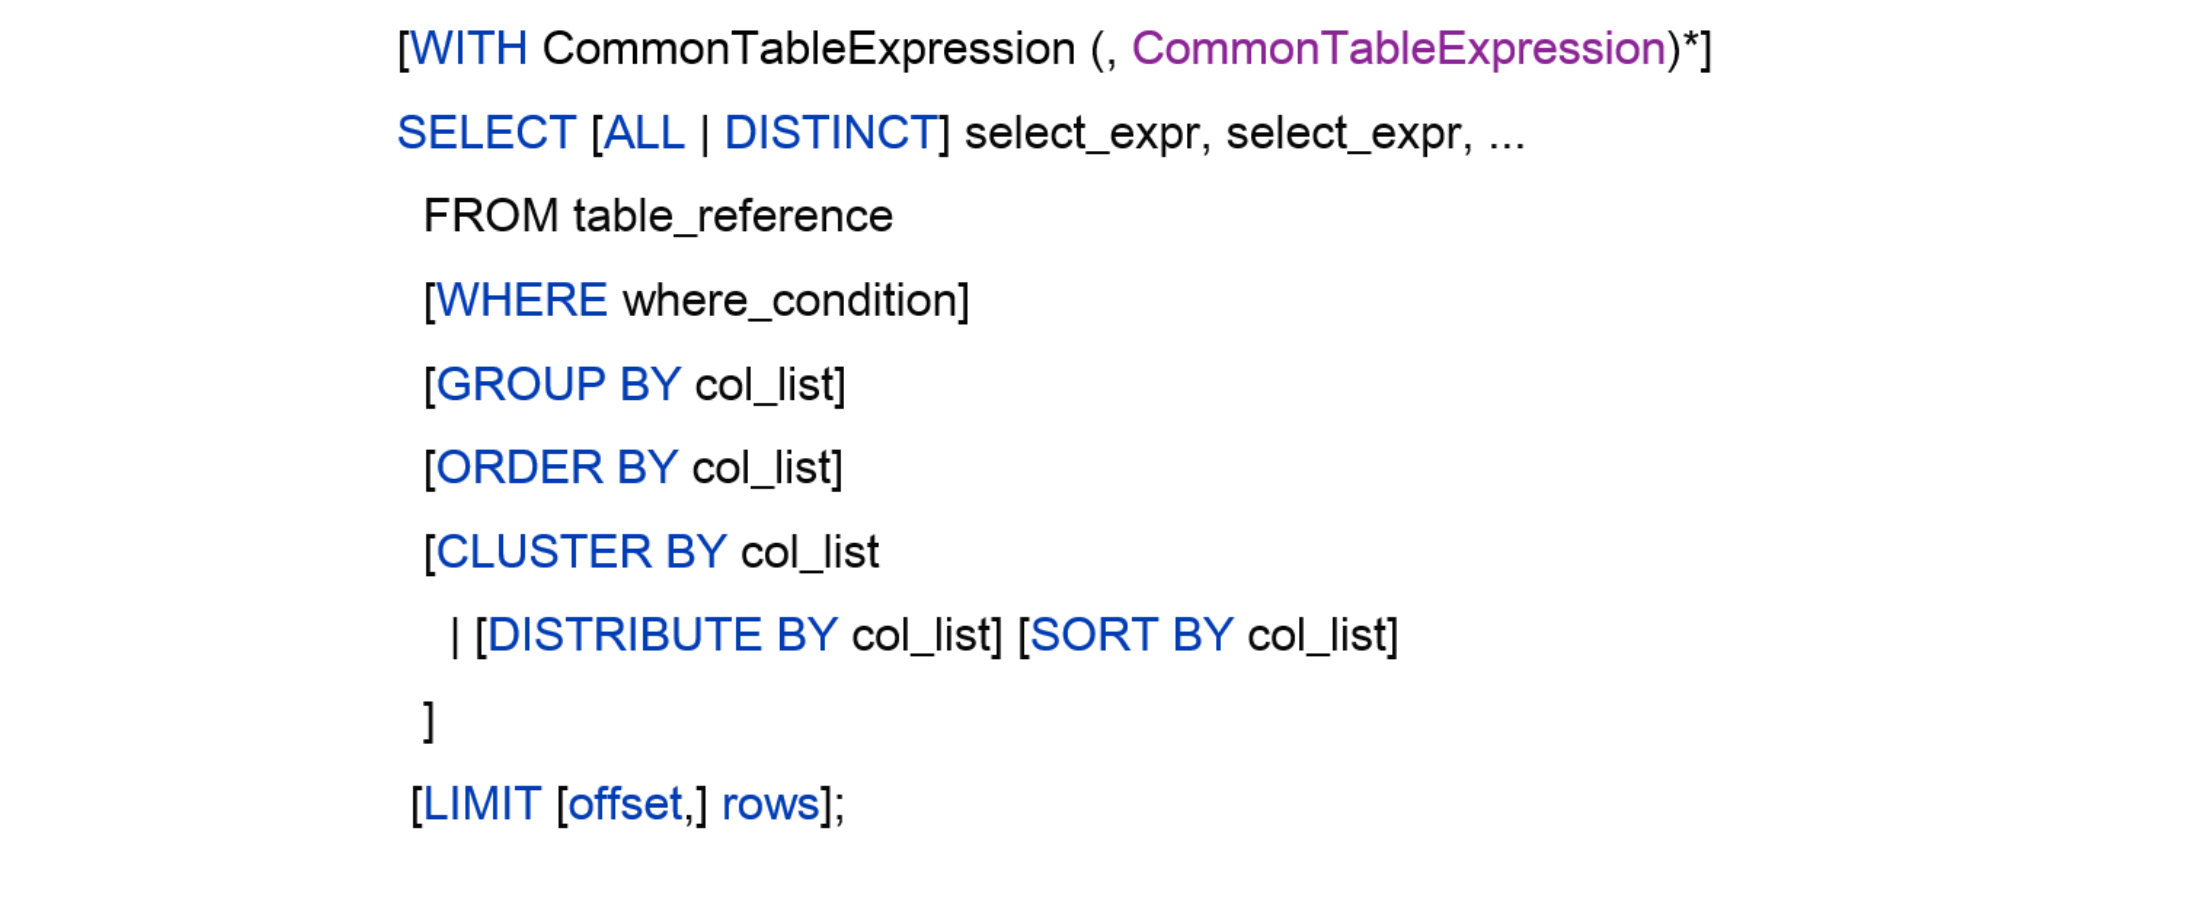 [WITH CommonTableExpression (, CommonTableExpression)*]
SELECT [ALL | DISTINCT] select_expr, select_expr, ...
FROM table_reference
[WHERE where_condition]
[GROUP BY col_list]
[ORDER BY col_list]
[CLUSTER BY col_list
| [DISTRIBUTE BY col_list] [SORT BY col_list]
]
[LIMIT [offset,] rows];